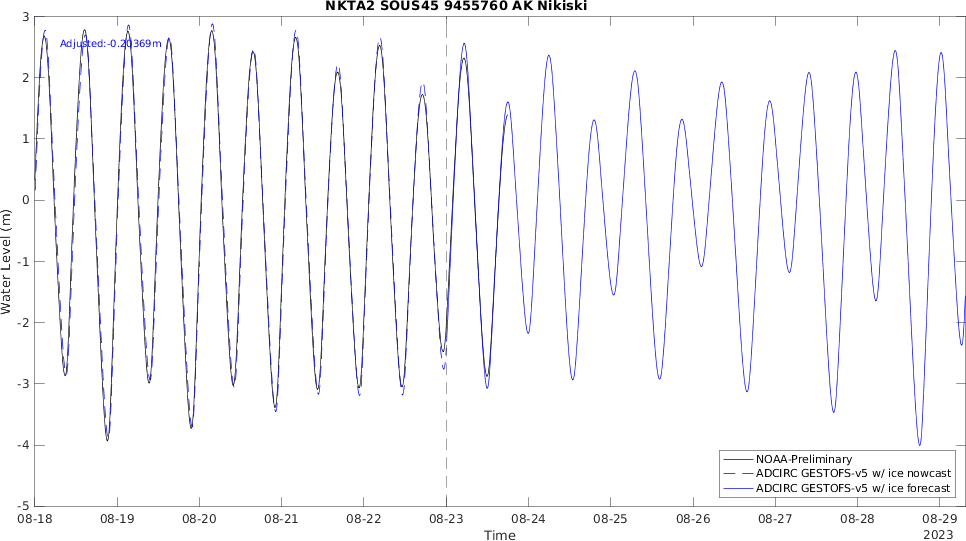 NKTA2 SOUS45 9455760 AK Nikiski
Adjusted:-0.20369m
3
2
1
0
-1
-2
-3
-4
-5
Water Level (m)
NOAA-Preliminary
ADCIRC GESTOFS-v5 w/ ice nowcast
ADCIRC GESTOFS-v5 w/ ice forecast
08-18 08-19 08-20 08-21 08-22 08-23 08-24 08-25 08-26 08-27 08-28 08-29
Time
2023